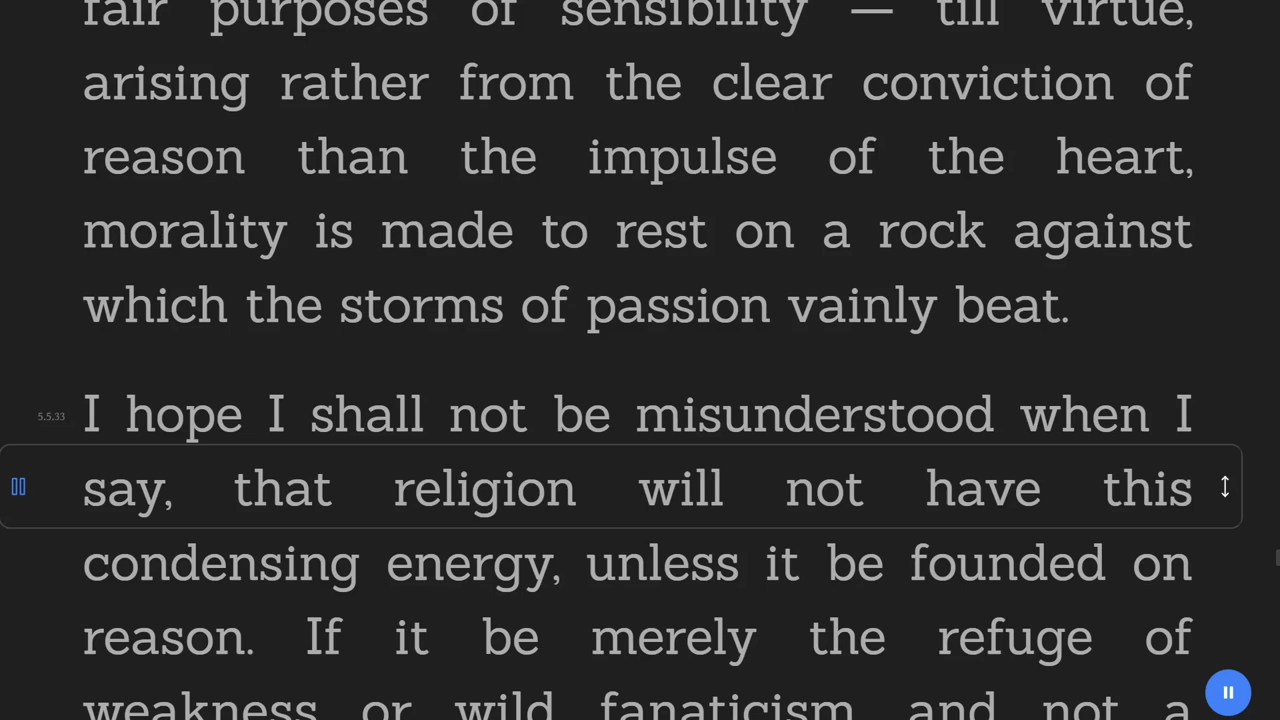 fair purposes of sensibility — till virtue,
arising rather from the clear conviction of
reason than the impulse of the heart,
morality is made to rest on a rock against
which the storms of passion vainly beat.
5.5.33 I hope I shall not be misunderstood when I
say, that religion will not have this
condensing energy, unless it be founded on
reason. If it be merely the refuge of
weakness or wild fanaticism, and not a